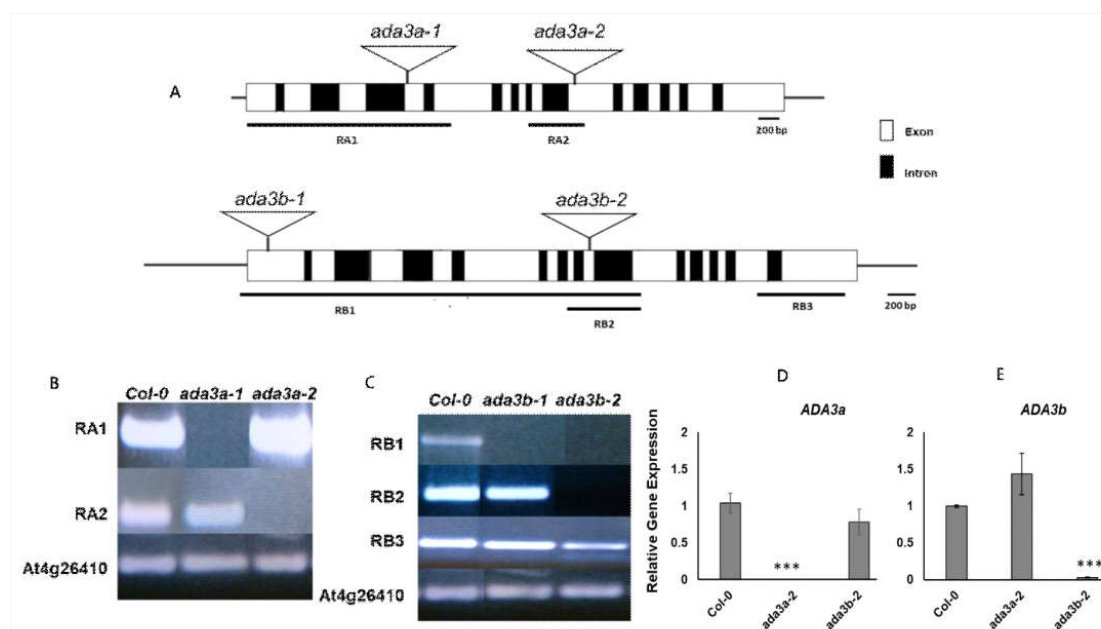 ada3a-1
ada3a-2
A
200 bp
RA1
RA2
Exon
Intron
ada3b-1
ada3b-2
RB1
RB2
RB3
200 bp
B
Col-0 ada3a-1 ada3a-2
RA1
RA2
At4g26410
C
Col-0 ada3b-1 ada3b-2
RB1
RB2
RB3
At4g26410
D
ADA3a
Relative Gene Expression
2
1.5
1
0.5
0
***
Col-0
ada3a-2
ada3b-2
E
ADA3b
2
1.5
1
0.5
0
***
Col-0
ada3a-2
ada3b-2